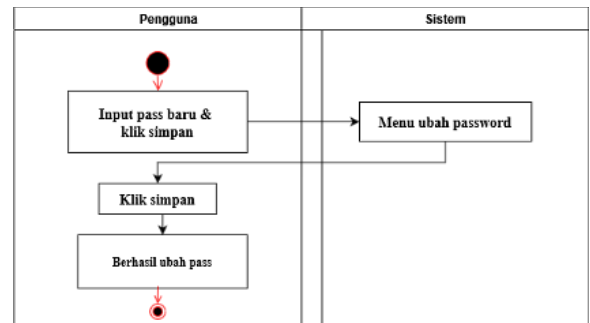 Pengguna
Sistem
Input pass baru &
klik simpan
Menu ubah password
Klik simpan
Berhasil ubah pass